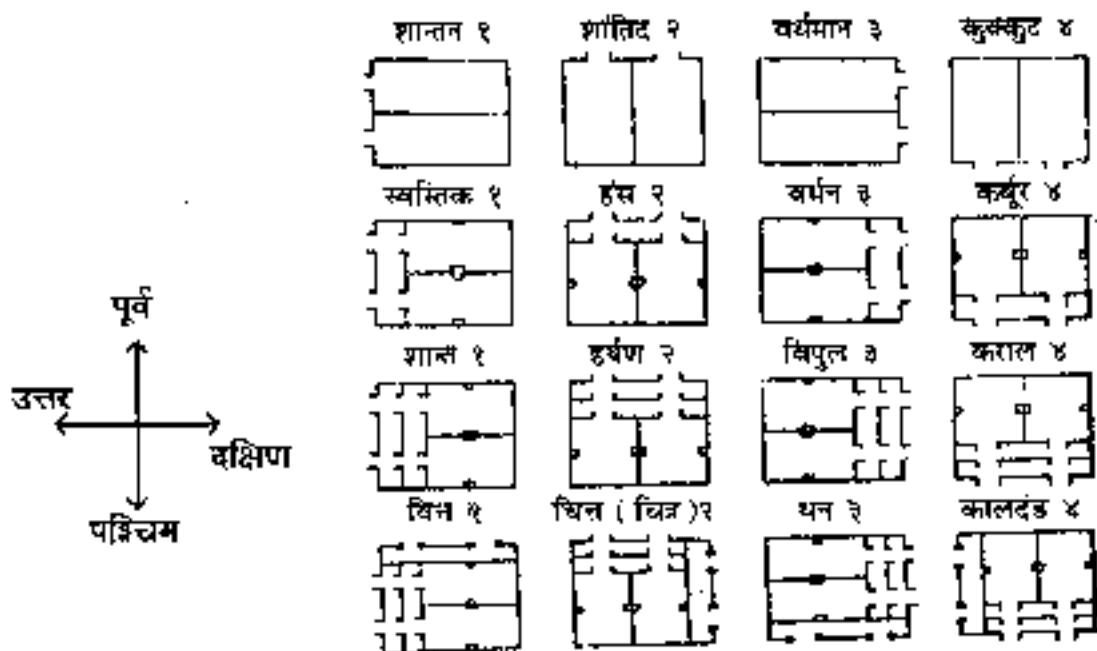 शान्तन १ शांतिद २ वर्धमान ३ कुक्कुट ४
स्वस्तिक १ हंस २ वर्धन ३ कर्बूर ४
पूर्व
शान्त १ हर्षण २ विपुल ३ कराल ४
उत्तर
दक्षिण
वित्त १ चित्त ( चित्र ) २ धन ३ कालदंड ४
पश्चिम